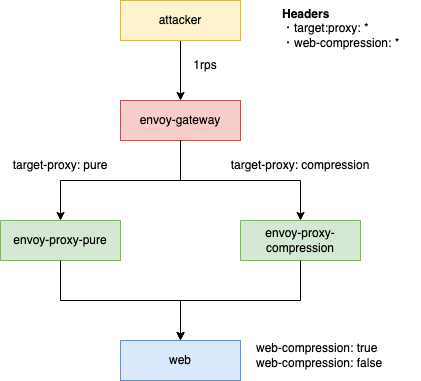 attacker
Headers
・target:proxy: *
・web-compression: *
1rps
envoy-gateway
target-proxy: pure
target-proxy: compression
envoy-proxy-pure
envoy-proxy-
compression
web
web-compression: true
web-compression: false